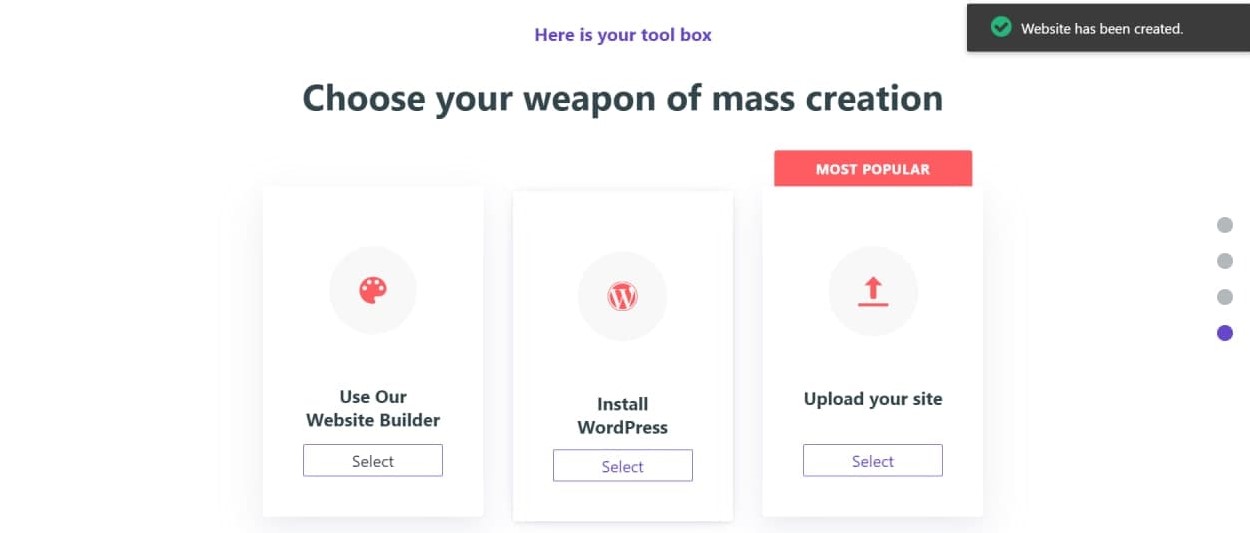 Website has been created.
Here is your tool box
Choose your weapon of mass creation
MOST POPULAR
Use Our
Website Builder
Select
Install
WordPress
Select
Upload your site
Select